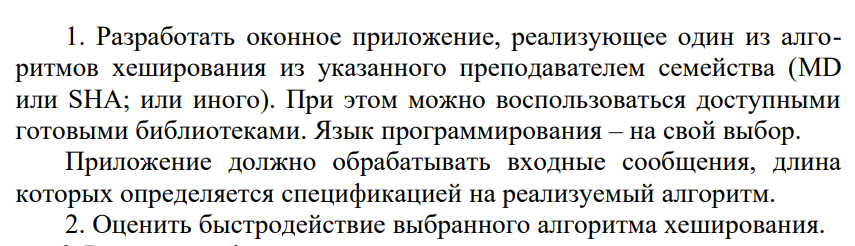 1. Разработать оконное приложение, реализующее один из алго-
ритмов хеширования из указанного преподавателем семейства (MD
или SHA; или иного). При этом можно воспользоваться доступными
готовыми библиотеками. Язык программирования – на свой выбор.
Приложение должно обрабатывать входные сообщения, длина
которых определяется спецификацией на реализуемый алгоритм.
2. Оценить быстродействие выбранного алгоритма хеширования.